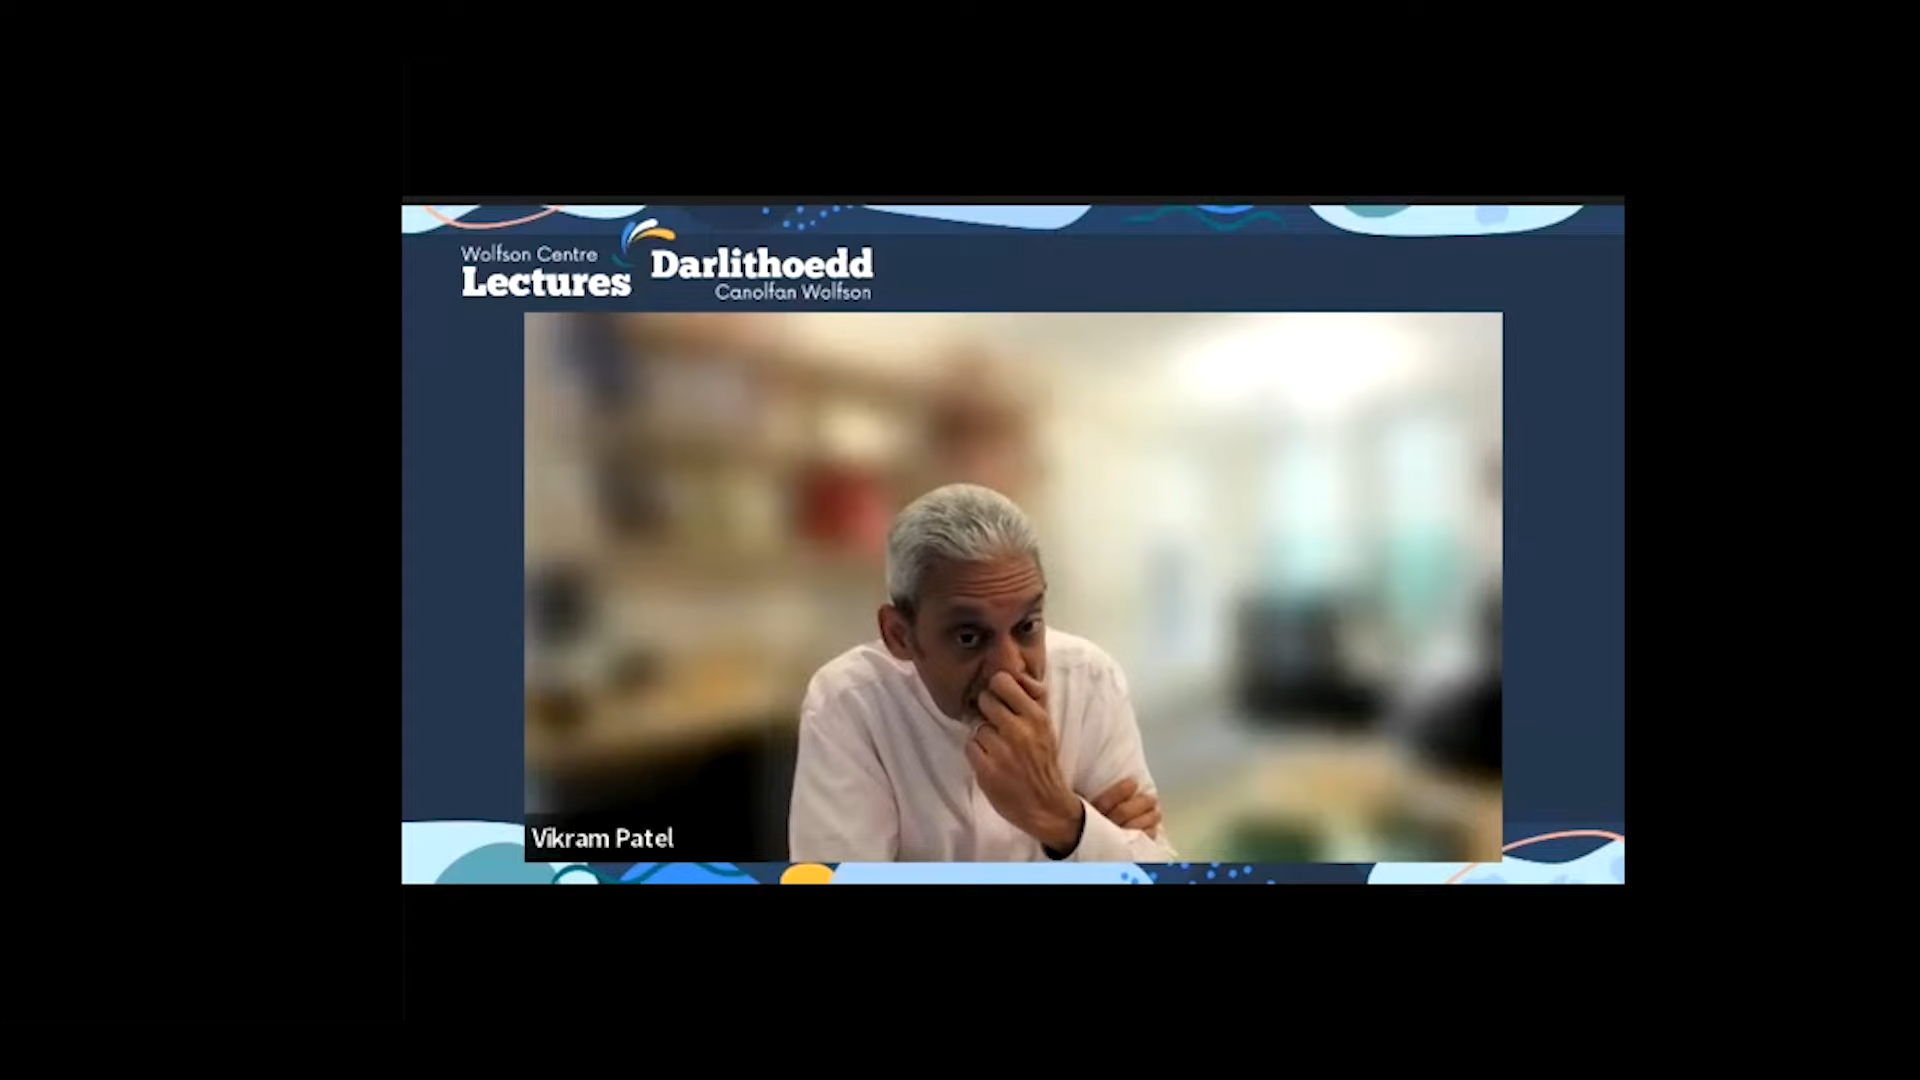 Wolfson Centre
Lectures
Darlithoedd
Canolfan Wolfson
Vikram Patel